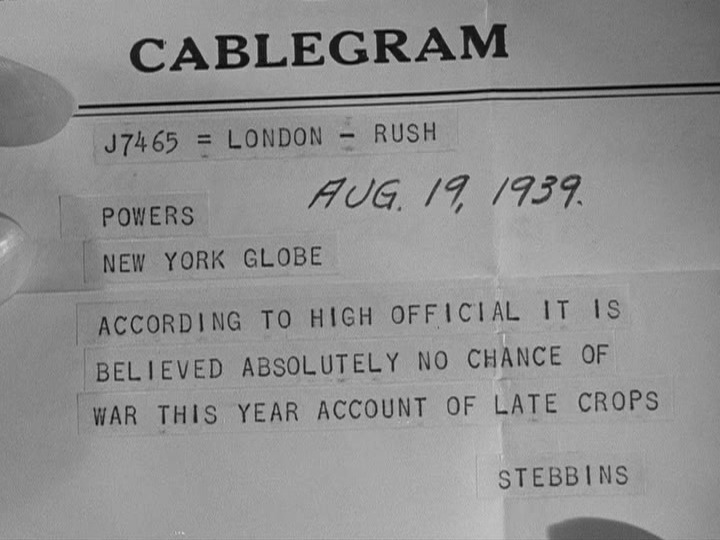 CABLEGRAM
J7465 = LONDON - RUSH
AUG. 19, 1939.
POWERS
NEW YORK GLOBE
ACCORDING TO HIGH OFFICIAL IT IS
BELIEVED ABSOLUTELY NO CHANCE OF
WAR THIS YEAR ACCOUNT OF LATE CROPS
STEBBINS